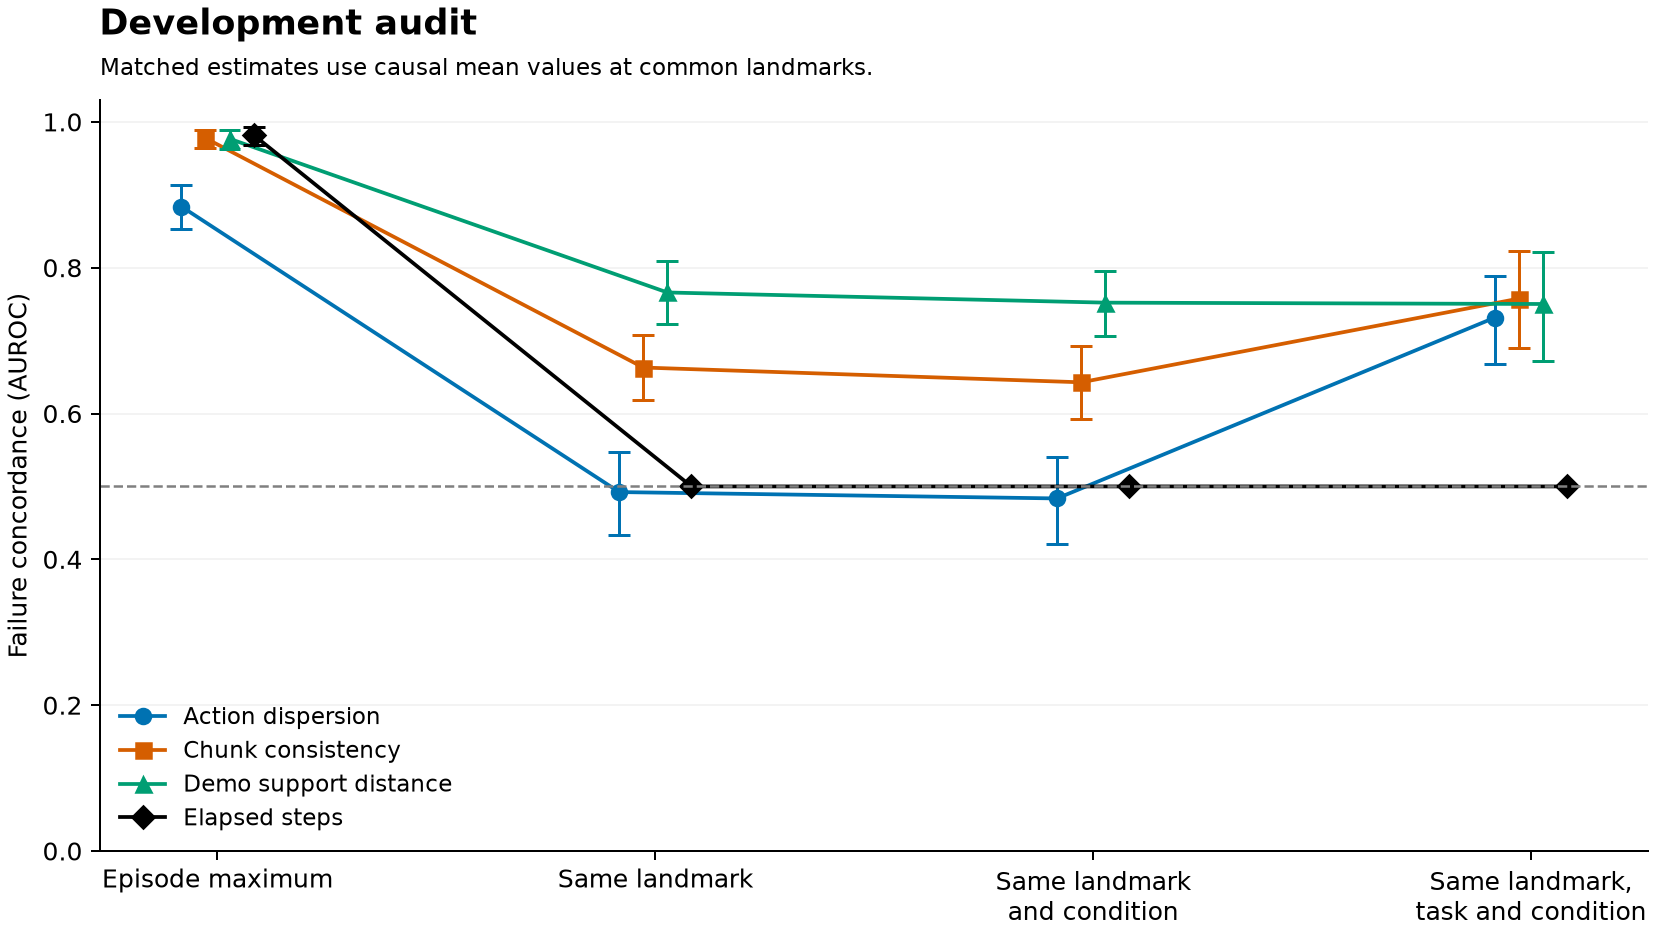 Development audit
Matched estimates use causal mean values at common landmarks.
Failure concordance (AUROC)
1.0
0.8
0.6
0.4
0.2
0.0
Action dispersion
Chunk consistency
Demo support distance
Elapsed steps
Episode maximum
Same landmark
Same landmark
and condition
Same landmark,
task and condition